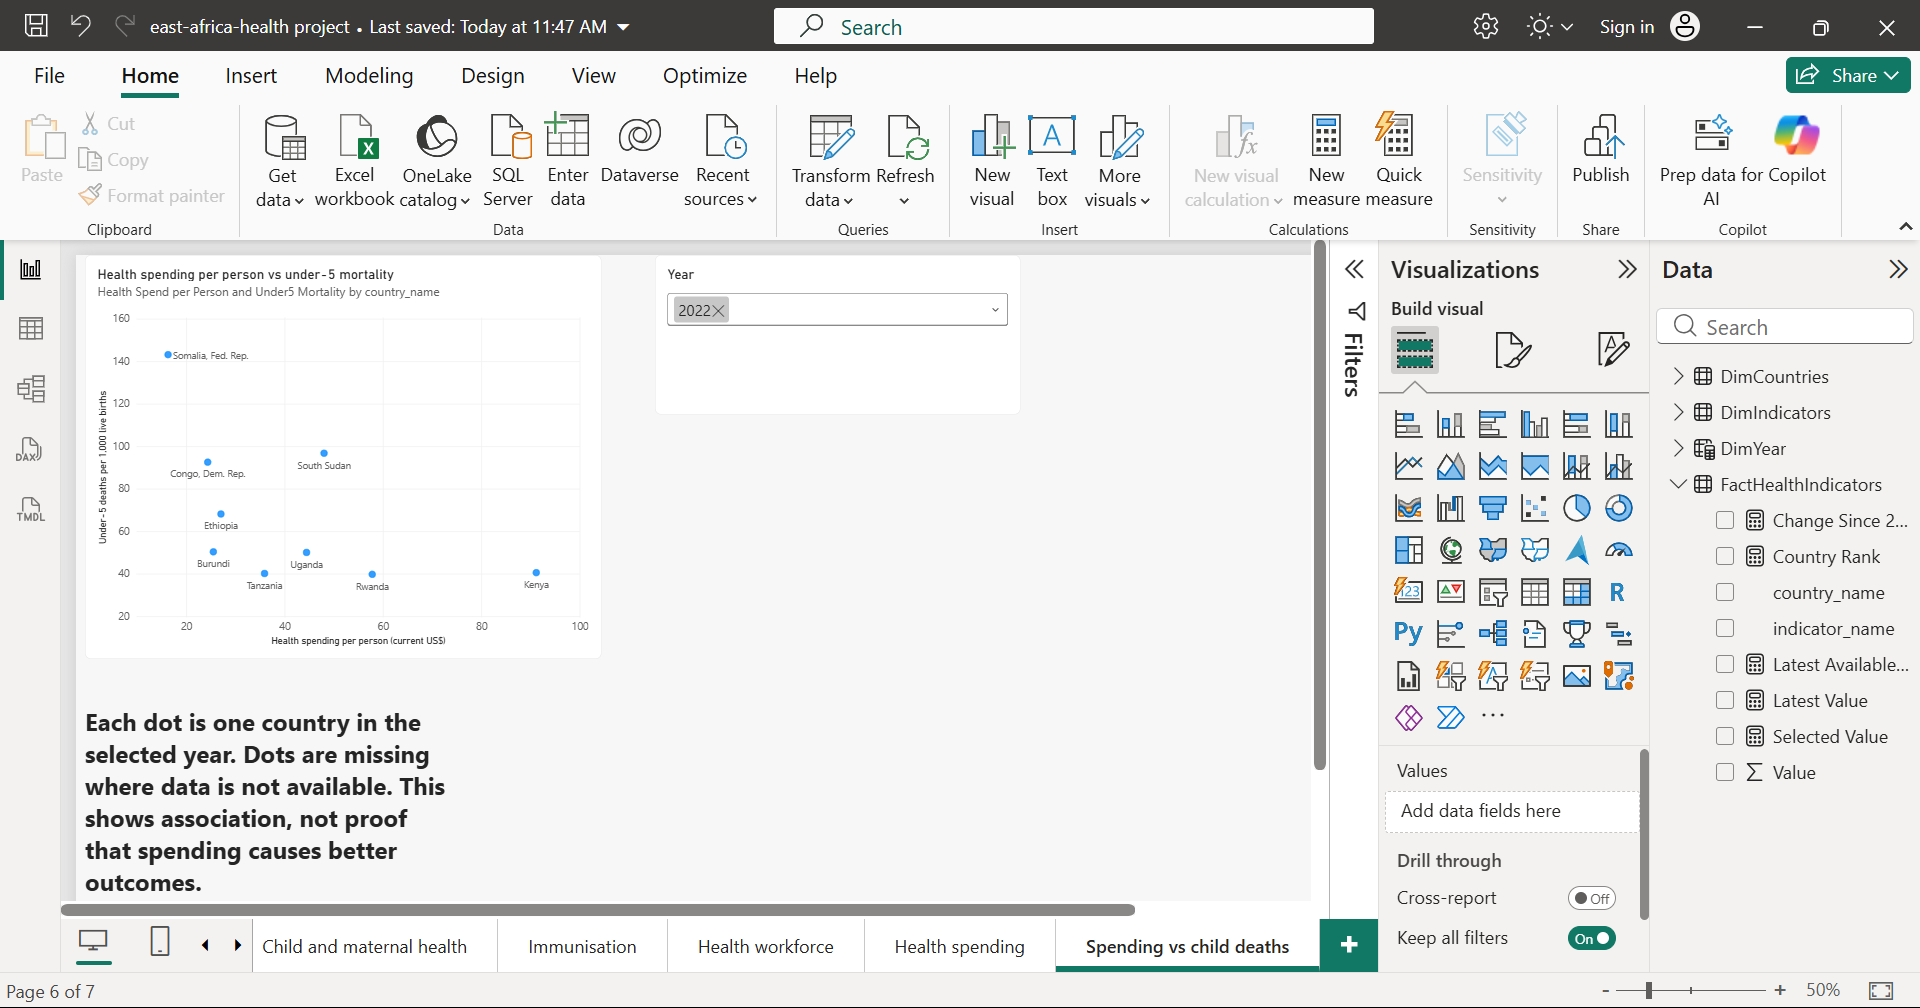 east-africa-health project • Last saved: Today at 11:47 AM
Search
Sign in
File
Home
Insert
Modeling
Design
View
Optimize
Help
Share
Paste
Cut
Copy
Format painter
Clipboard
Get data
Excel workbook
OneLake catalog
SQL Server
Enter data
Dataverse
Recent sources
Data
Transform data
Refresh
Queries
New visual
Text box
More visuals
Insert
New visual calculation
New measure
Quick measure
Calculations
Sensitivity
Sensitivity
Publish
Share
Prep data for AI
Copilot
Copilot
DAX
TMDL
Health spending per person vs under-5 mortality
Health Spend per Person and Under5 Mortality by country_name
Under-5 deaths per 1,000 live births
160
140
120
100
80
60
40
20
Somalia, Fed. Rep.
Congo, Dem. Rep.
South Sudan
Ethiopia
Burundi
Uganda
Tanzania
Rwanda
Kenya
20
40
60
80
100
Health spending per person (current US$)
Year
2022
Each dot is one country in the
selected year. Dots are missing
where data is not available. This
shows association, not proof
that spending causes better
outcomes.
Filters
Visualizations
Build visual
123
R
Py
Values
Add data fields here
Drill through
Cross-report
Off
Keep all filters
On
Data
Search
DimCountries
DimIndicators
DimYear
FactHealthIndicators
Change Since 2...
Country Rank
country_name
indicator_name
Latest Available...
Latest Value
Selected Value
Value
Child and maternal health
Immunisation
Health workforce
Health spending
Spending vs child deaths
Page 6 of 7
50%